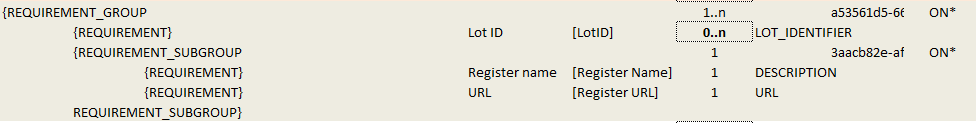 {REQUIREMENT_GROUP 1..n a53561d5-66 ON*
{REQUIREMENT} Lot ID [LotID] 0..n LOT_IDENTIFIER
{REQUIREMENT_SUBGROUP 1 3aacb82e-af ON*
{REQUIREMENT} Register name [Register Name] 1 DESCRIPTION
{REQUIREMENT} URL [Register URL] 1 URL
REQUIREMENT_SUBGROUP}